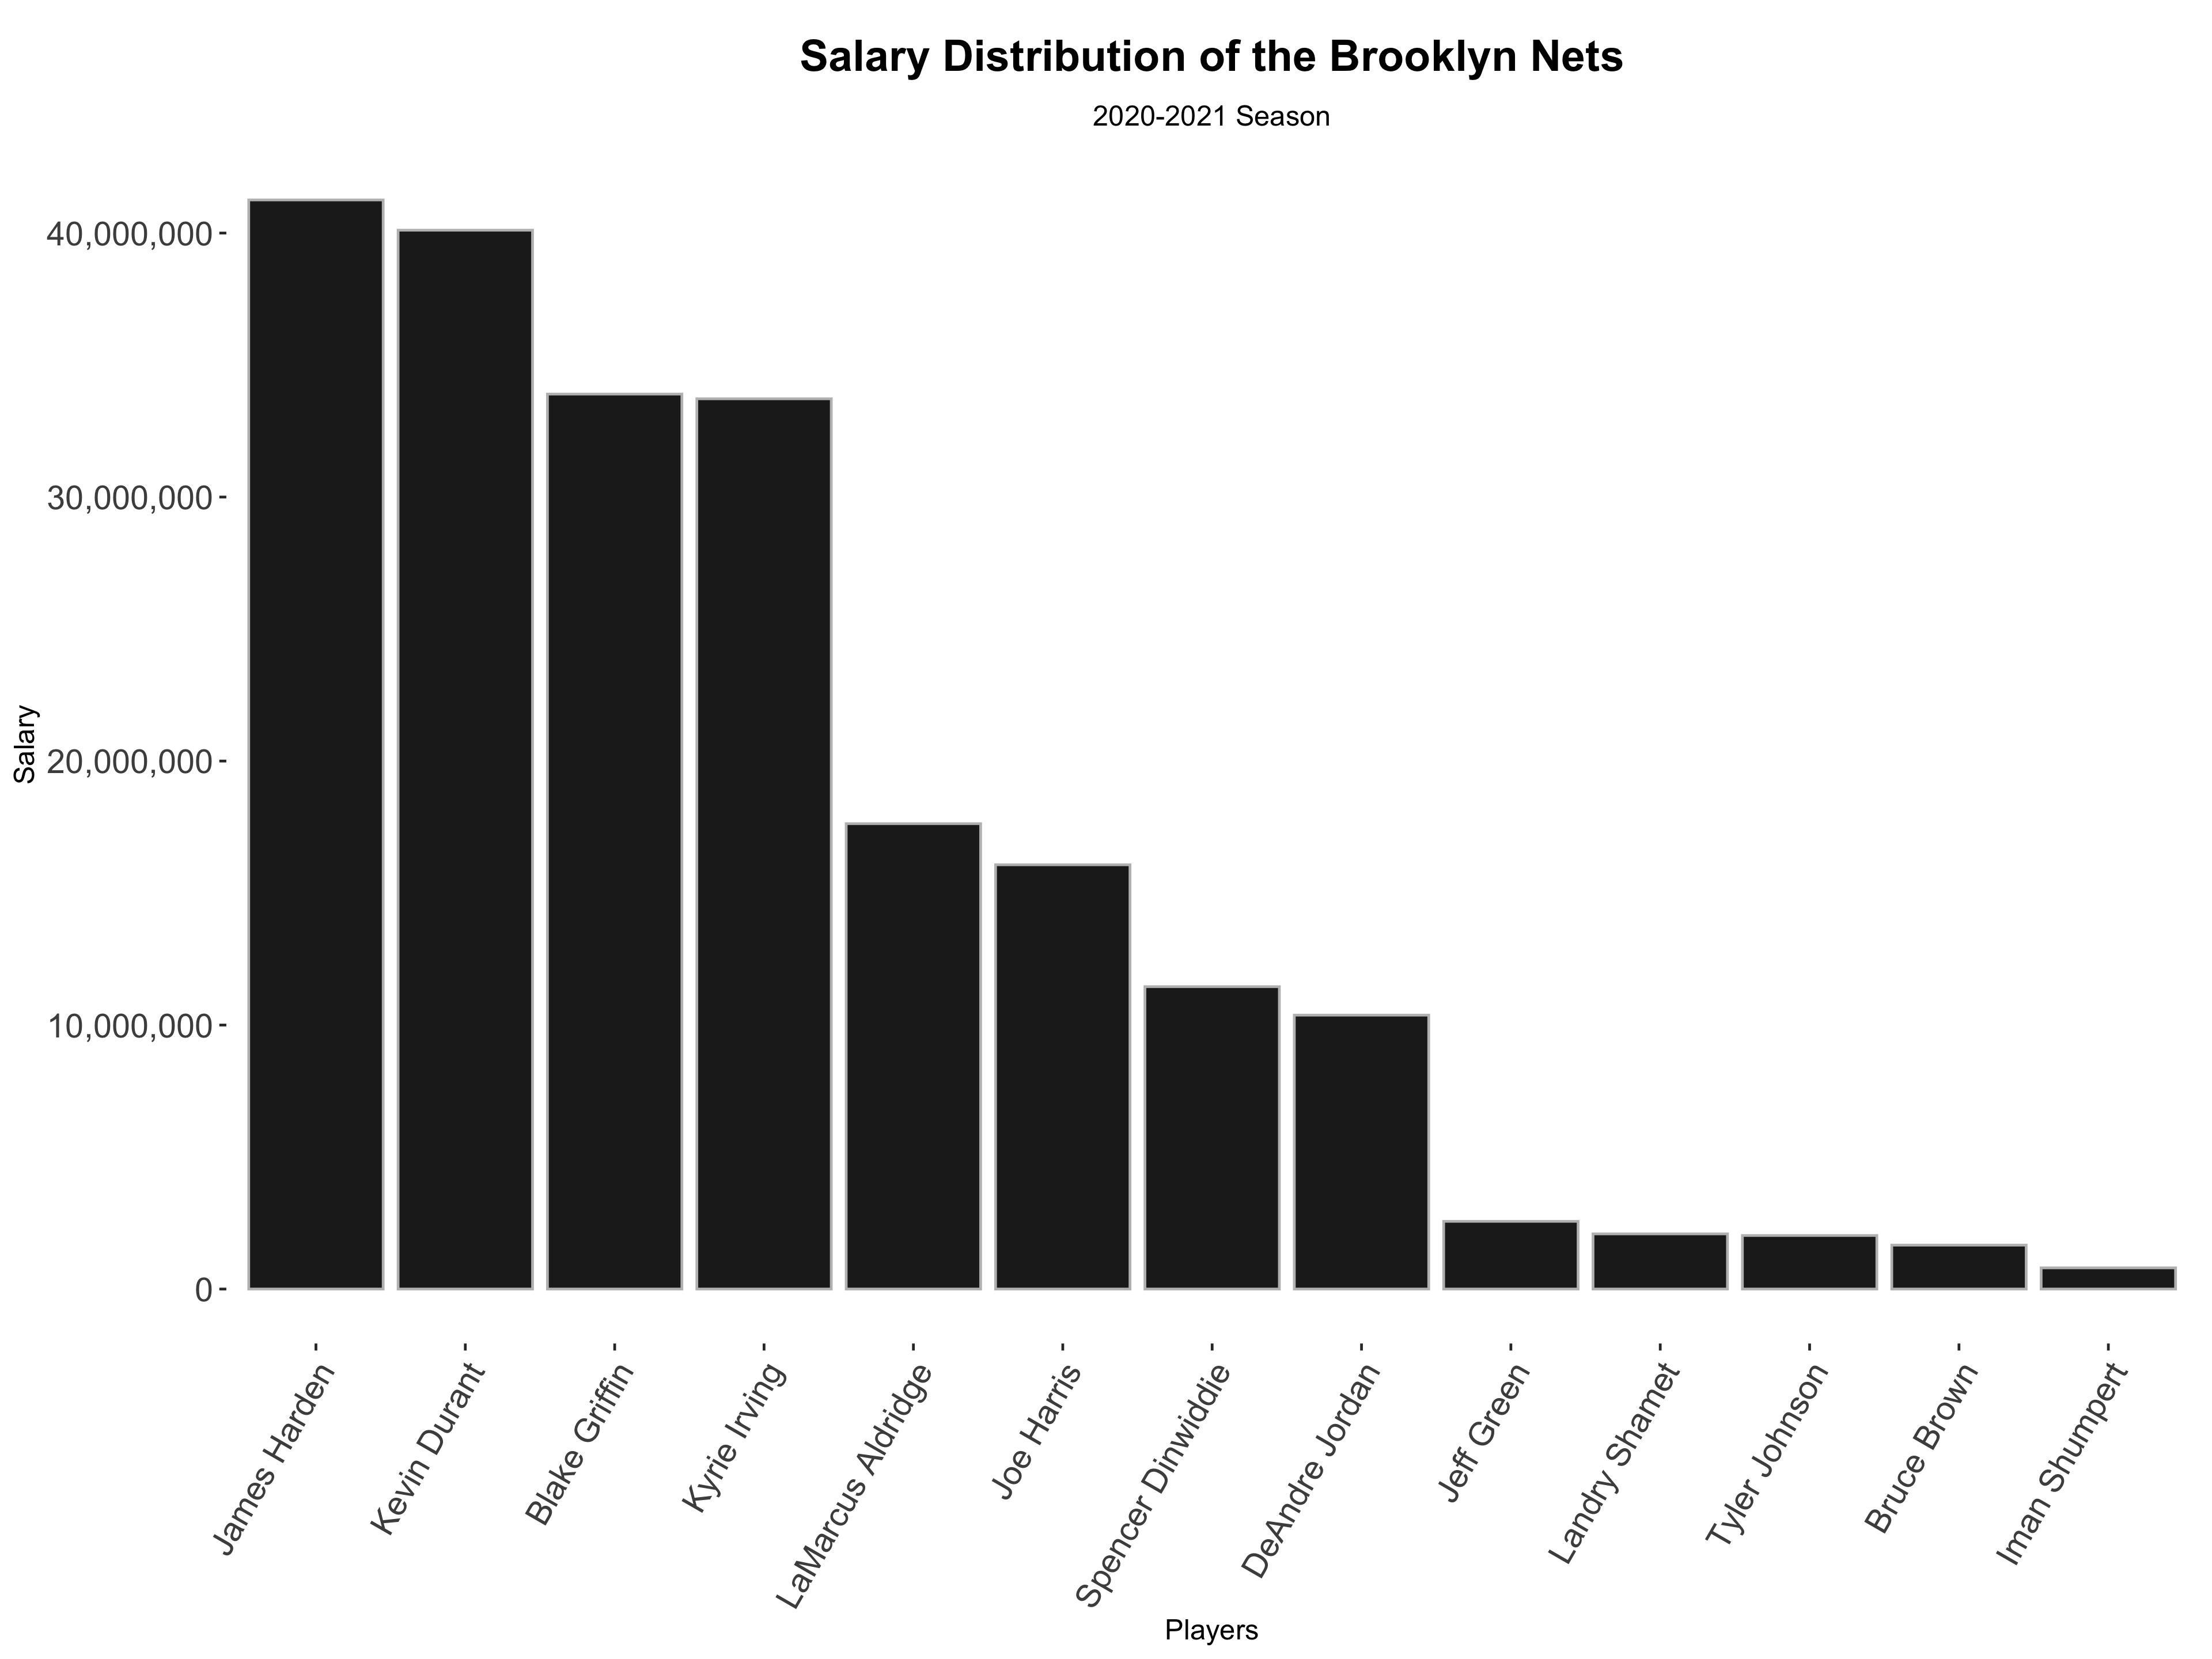 Salary Distribution of the Brooklyn Nets
2020-2021 Season
Salary
40,000,000
30,000,000
20,000,000
10,000,000
0
James Harden
Kevin Durant
Blake Griffin
Kyrie Irving
LaMarcus Aldridge
Joe Harris
Spencer Dinwiddie
DeAndre Jordan
Jeff Green
Landry Shamet
Tyler Johnson
Bruce Brown
Iman Shumpert
Players